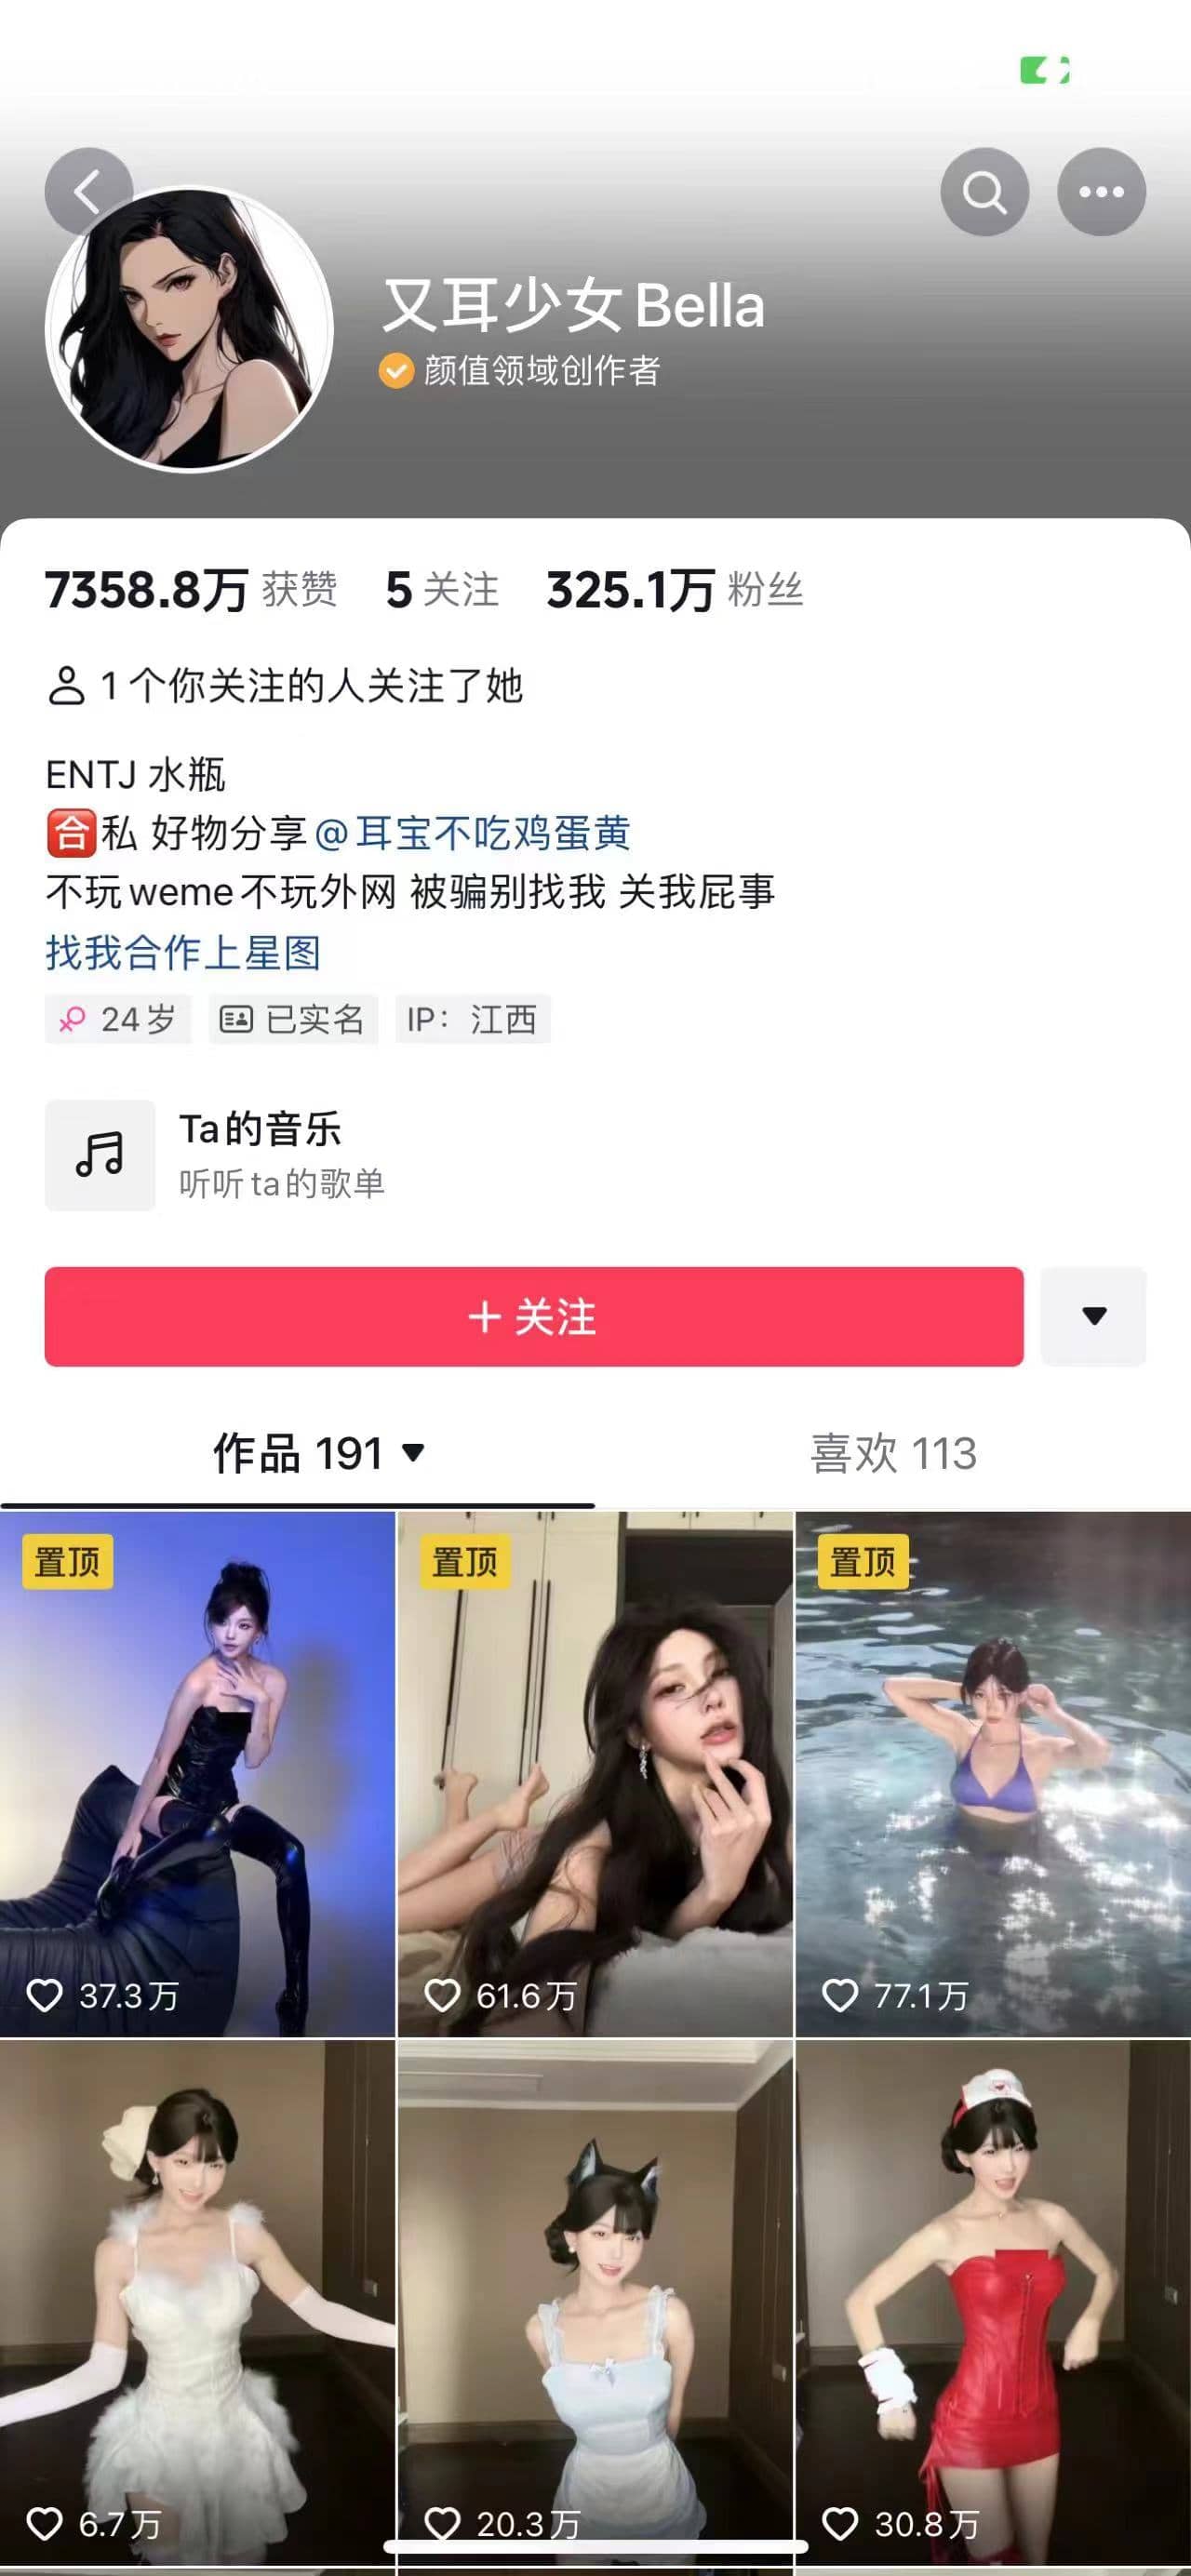 又耳少女Bella
颜值领域创作者
7358.8万 获赞 5 关注 325.1万 粉丝
1个你关注的人关注了她
ENTJ 水瓶
🈴私 好物分享@耳宝不吃鸡蛋黄
不玩weme不玩外网 被骗别找我 关我屁事
找我合作上星图
24岁 已实名 IP：江西
Ta的音乐
听听ta的歌单
+ 关注
作品 191 喜欢 113
置顶 置顶 置顶
37.3万 61.6万 77.1万
6.7万 20.3万 30.8万